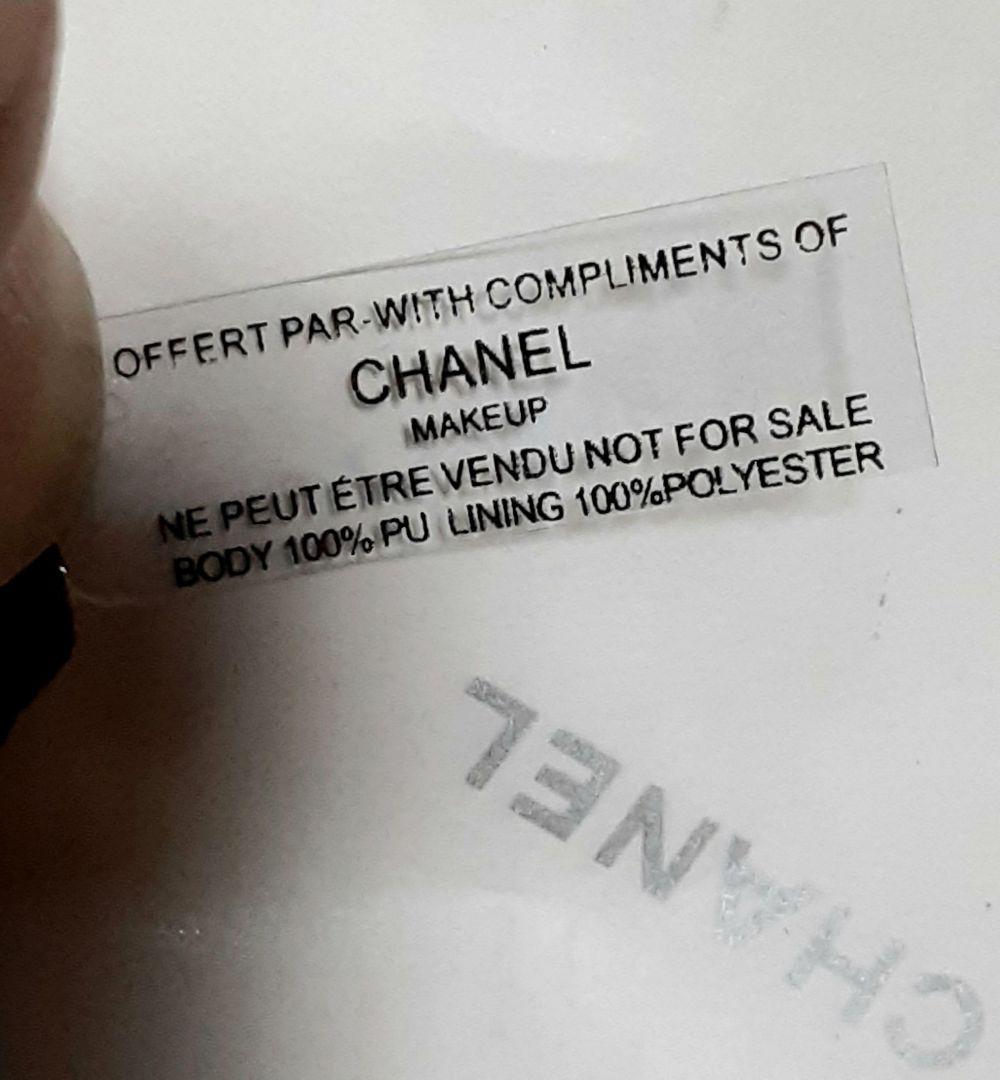 OFFERT PAR-WITH COMPLIMENTS OF
CHANEL
MAKEUP
NE PEUT ÉTRE VENDU NOT FOR SALE
BODY 100% PU LINING 100%POLYESTER
CHANEL